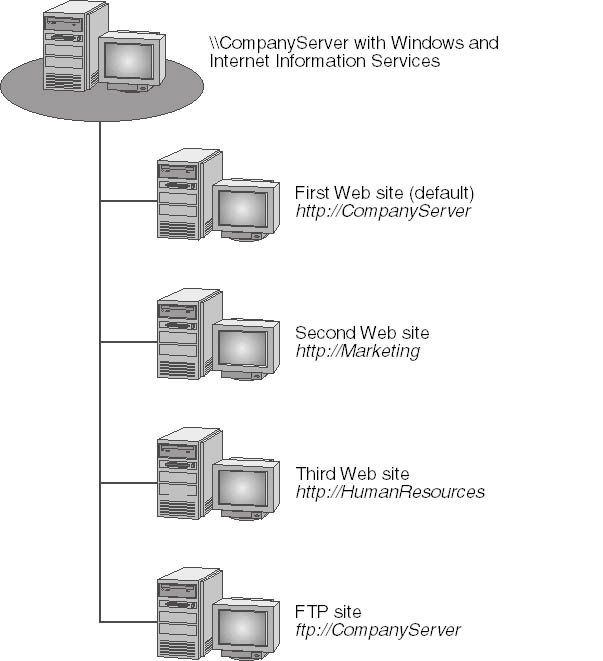 \\CompanyServer with Windows and
Internet Information Services
First Web site (default)
http://CompanyServer
Second Web site
http://Marketing
Third Web site
http://HumanResources
FTP site
ftp://CompanyServer